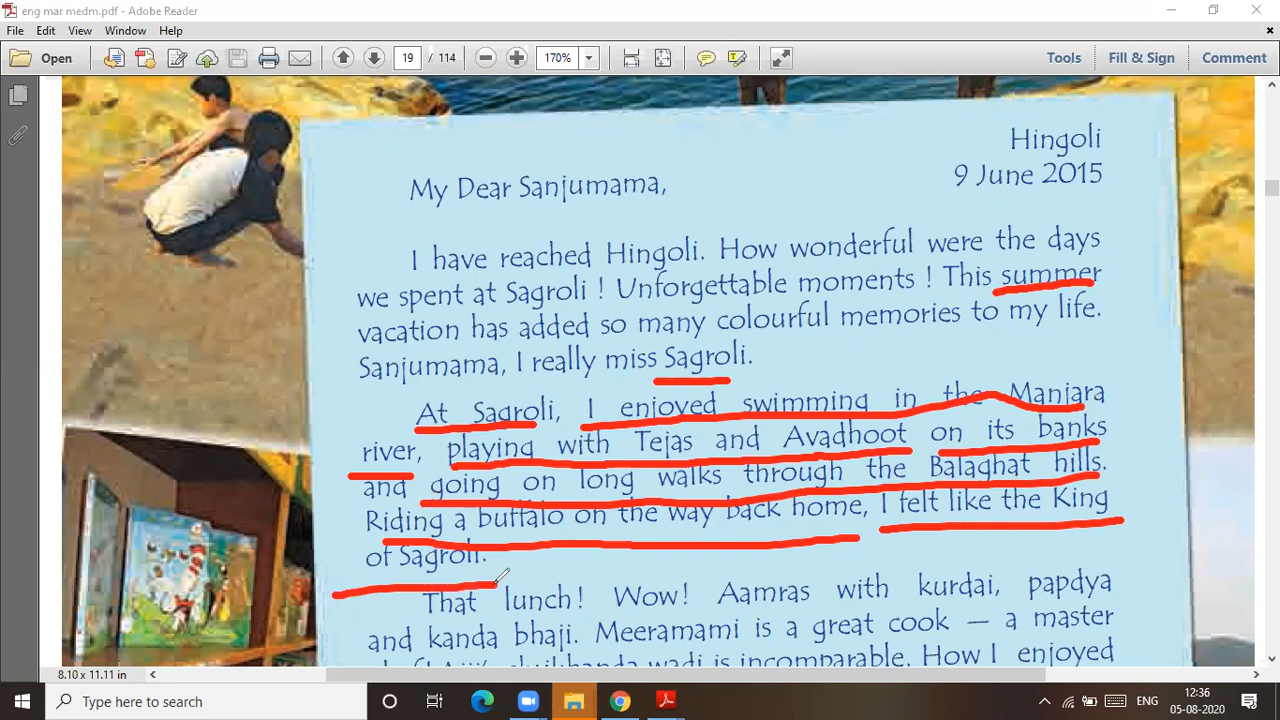 eng mar medm.pdf - Adobe Reader
File Edit View Window Help
Open 19 / 114 170% Tools Fill & Sign Comment
Hingoli
9 June 2015
My Dear Sanjumama,
I have reached Hingoli. How wonderful were the days
we spent at Sagroli ! Unforgettable moments ! This summer
vacation has added so many colourful memories to my life.
Sanjumama, I really miss Sagroli.
At Sagroli, I enjoyed swimming in the Manjara
river, playing with Tejas and Avadhoot on its banks
and going on long walks through the Balaghat hills.
Riding a buffalo on the way back home, I felt like the King
of Sagroli.
That lunch! Wow! Aamras with kurdai, papdya
and kanda bhaji. Meeramami is a great cook — a master
wadi is incomparable. How I enjoyed
8.10 x 11.11 in
Type here to search
ENG
12:36
05-08-2020